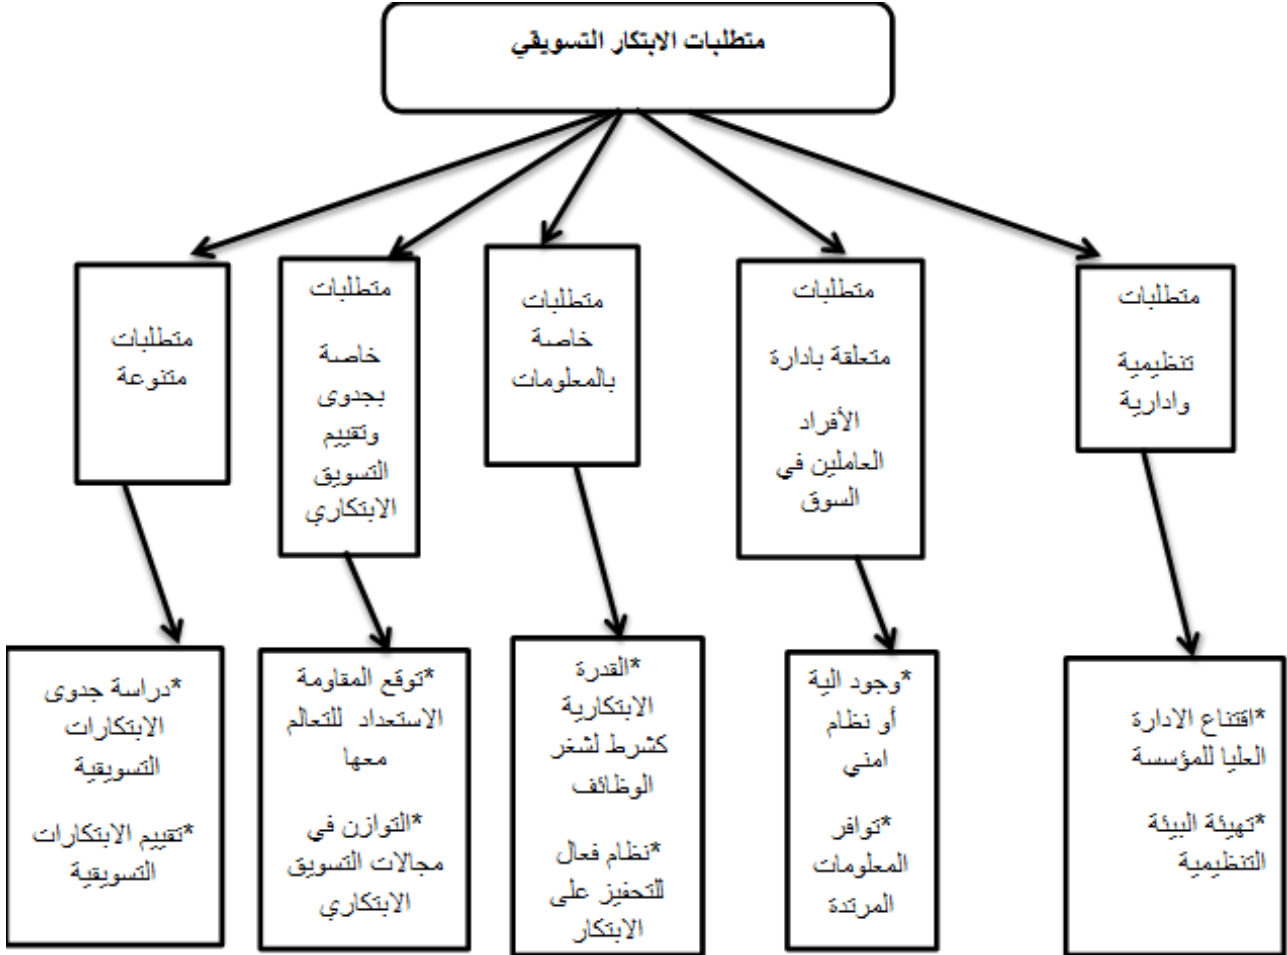 متطلبات الابتكار التسويقي
متطلبات
تنظيمية
وادارية
متطلبات
متعلقة بادارة
الأفراد
العاملين في
السوق
متطلبات
خاصة
بالمعلومات
متطلبات
خاصة
بجدوى
وتقييم
التسويق
الابتكاري
متطلبات
متنوعة
*اقتناع الادارة
العليا للمؤسسة
*تهيئة البيئة
التنظيمية
*وجود الية
أو نظام
امني
*توافر
المعلومات
المرتدة
*القدرة
الابتكارية
كشرط لشغر
الوظائف
*نظام فعال
للتحفيز على
الابتكار
*توقع المقاومة
الاستعداد للتعالم
معها
*التوازن في
مجالات التسويق
الابتكاري
*دراسة جدوى
الابتكارات
التسويقية
*تقييم الابتكارات
التسويقية